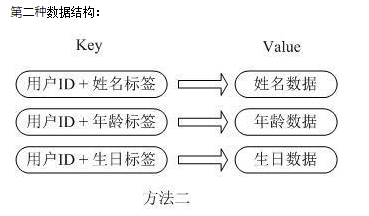 第二种数据结构：
Key Value
用户ID + 姓名标签 姓名数据
用户ID + 年龄标签 年龄数据
用户ID + 生日标签 生日数据
方法二